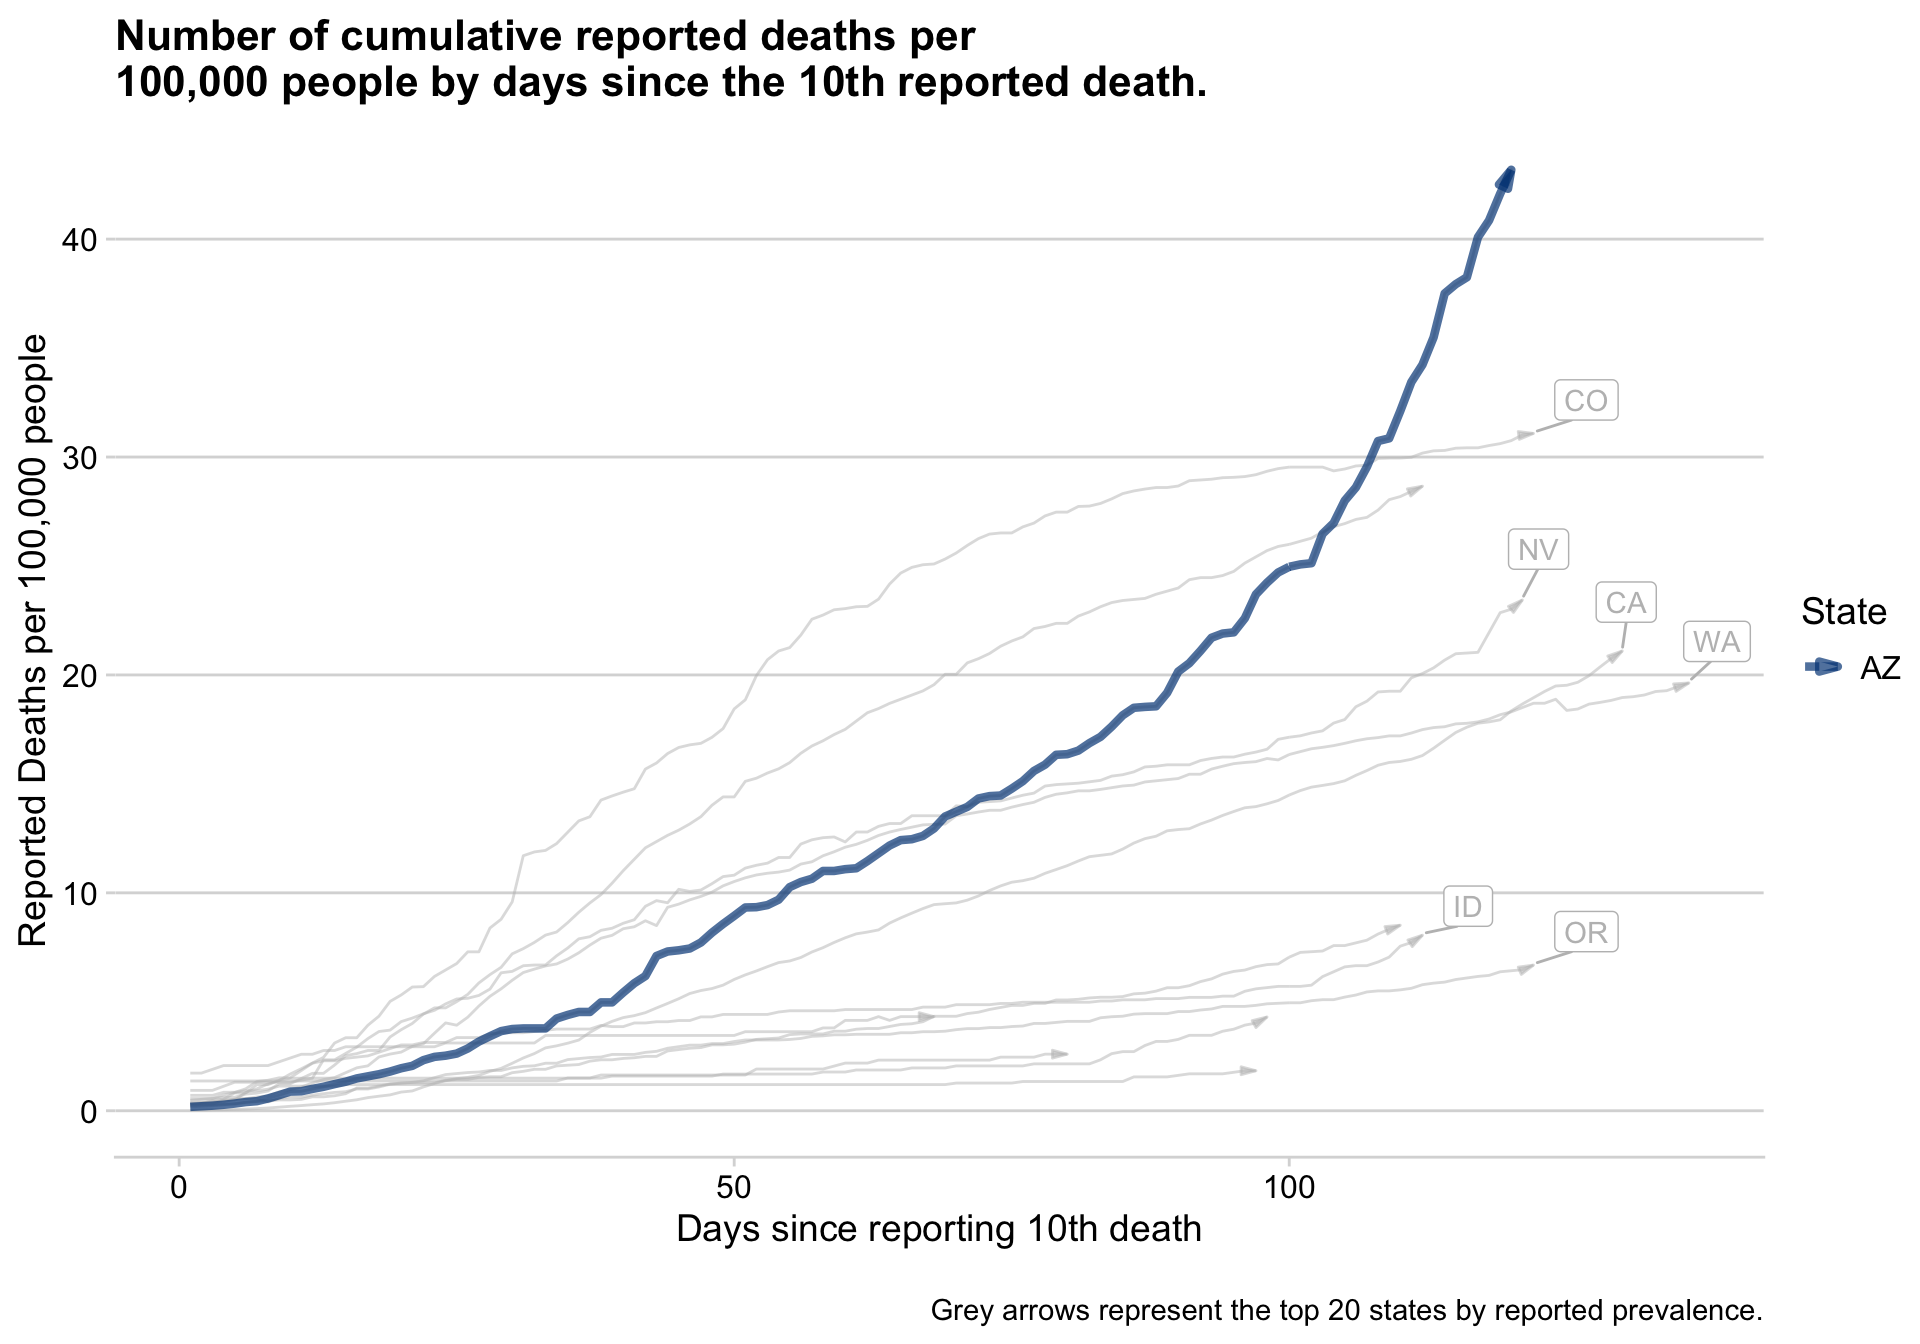 Number of cumulative reported deaths per
100,000 people by days since the 10th reported death.
Reported Deaths per 100,000 people
40
30
20
10
0
CO
NV
CA
WA
ID
OR
State
AZ
0
50
100
Days since reporting 10th death
Grey arrows represent the top 20 states by reported prevalence.